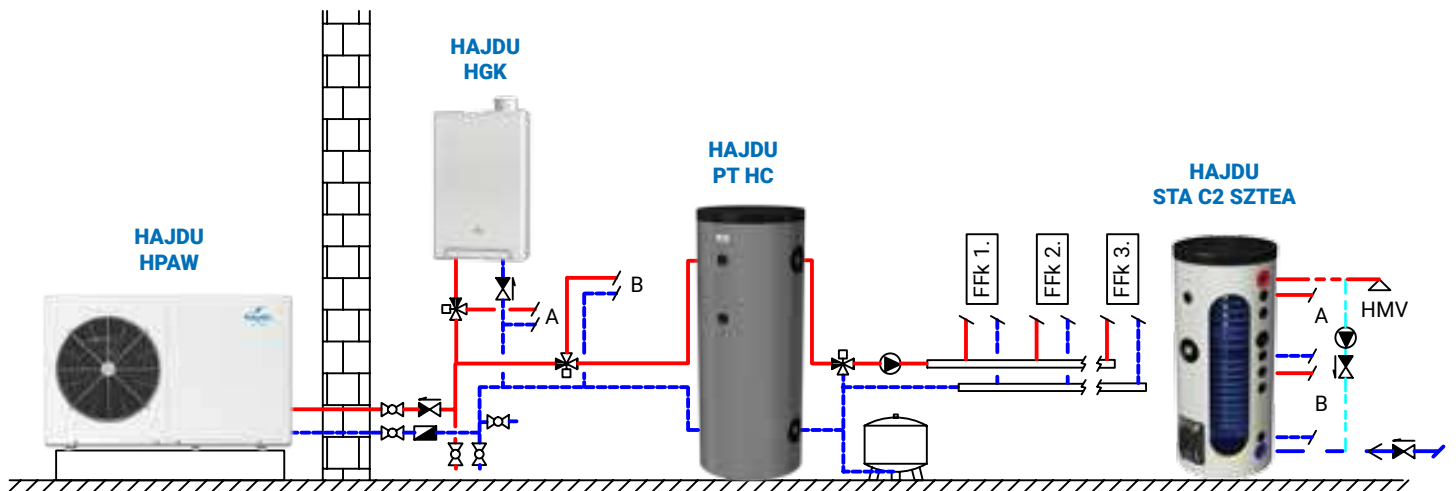 HAJDU
HPAW
HAJDU
HGK
A
B
HAJDU
PT HC
FFk 1.
FFk 2.
FFk 3.
HAJDU
STA C2 SZTEA
A
HMV
B